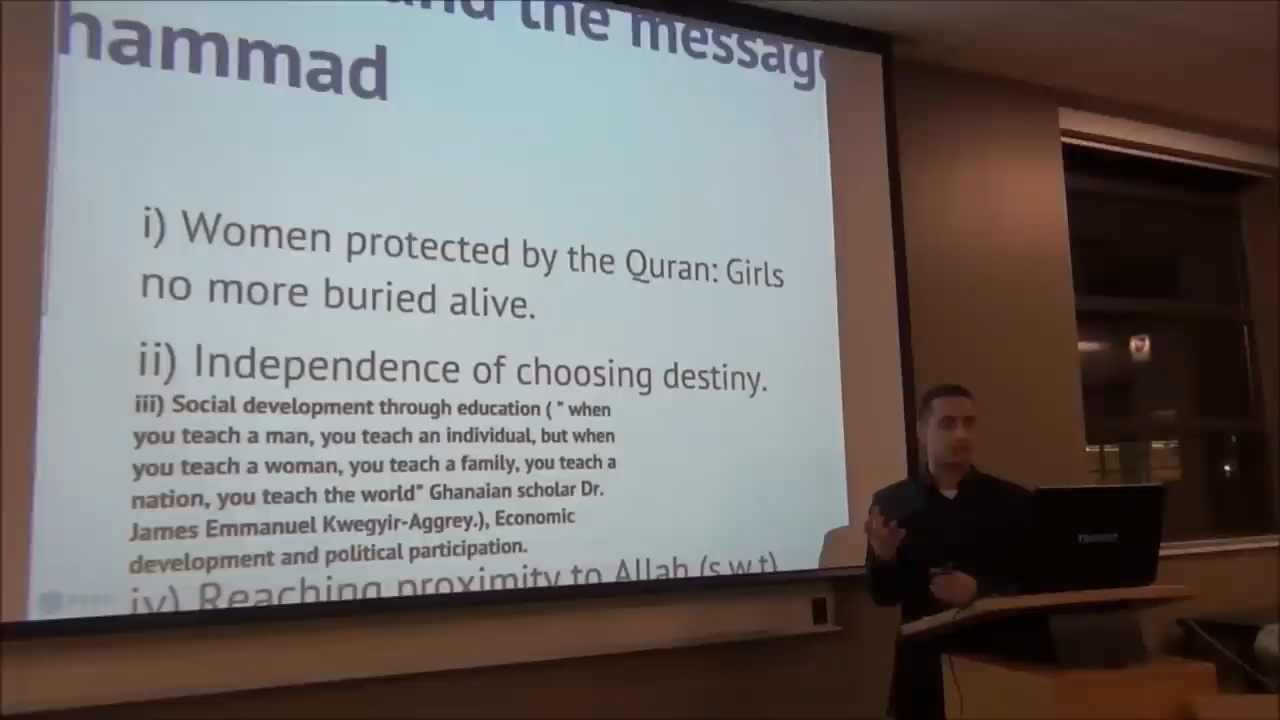 and the message
hammad
i) Women protected by the Quran: Girls
no more buried alive.
ii) Independence of choosing destiny.
iii) Social development through education ( " when
you teach a man, you teach an individual, but when
you teach a woman, you teach a family, you teach a
nation, you teach the world" Ghanaian scholar Dr.
James Emmanuel Kwegyir-Aggrey.), Economic
development and political participation.
iv) Reaching proximity to Allah (s.w.t)